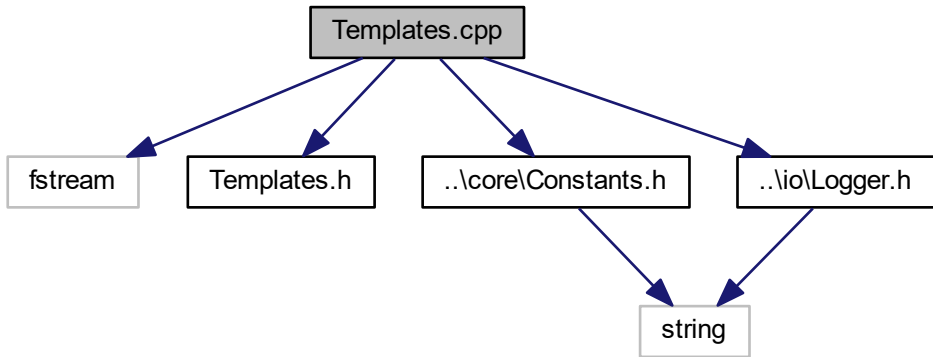 Templates.cpp
fstream
Templates.h
..\core\Constants.h
..\io\Logger.h
string